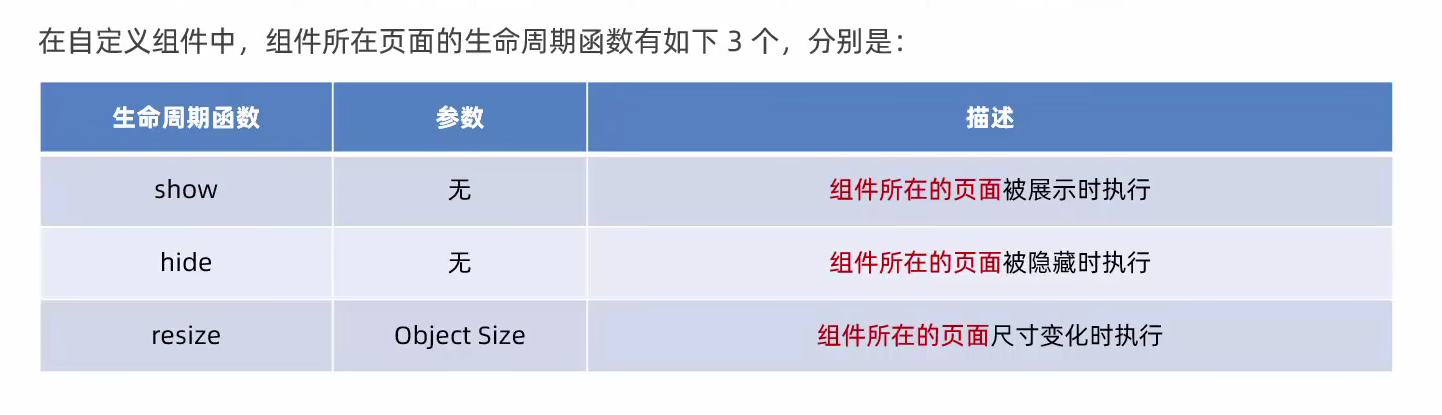 在自定义组件中，组件所在页面的生命周期函数有如下 3 个，分别是：
生命周期函数 参数 描述
show 无 组件所在的页面被展示时执行
hide 无 组件所在的页面被隐藏时执行
resize Object Size 组件所在的页面尺寸变化时执行